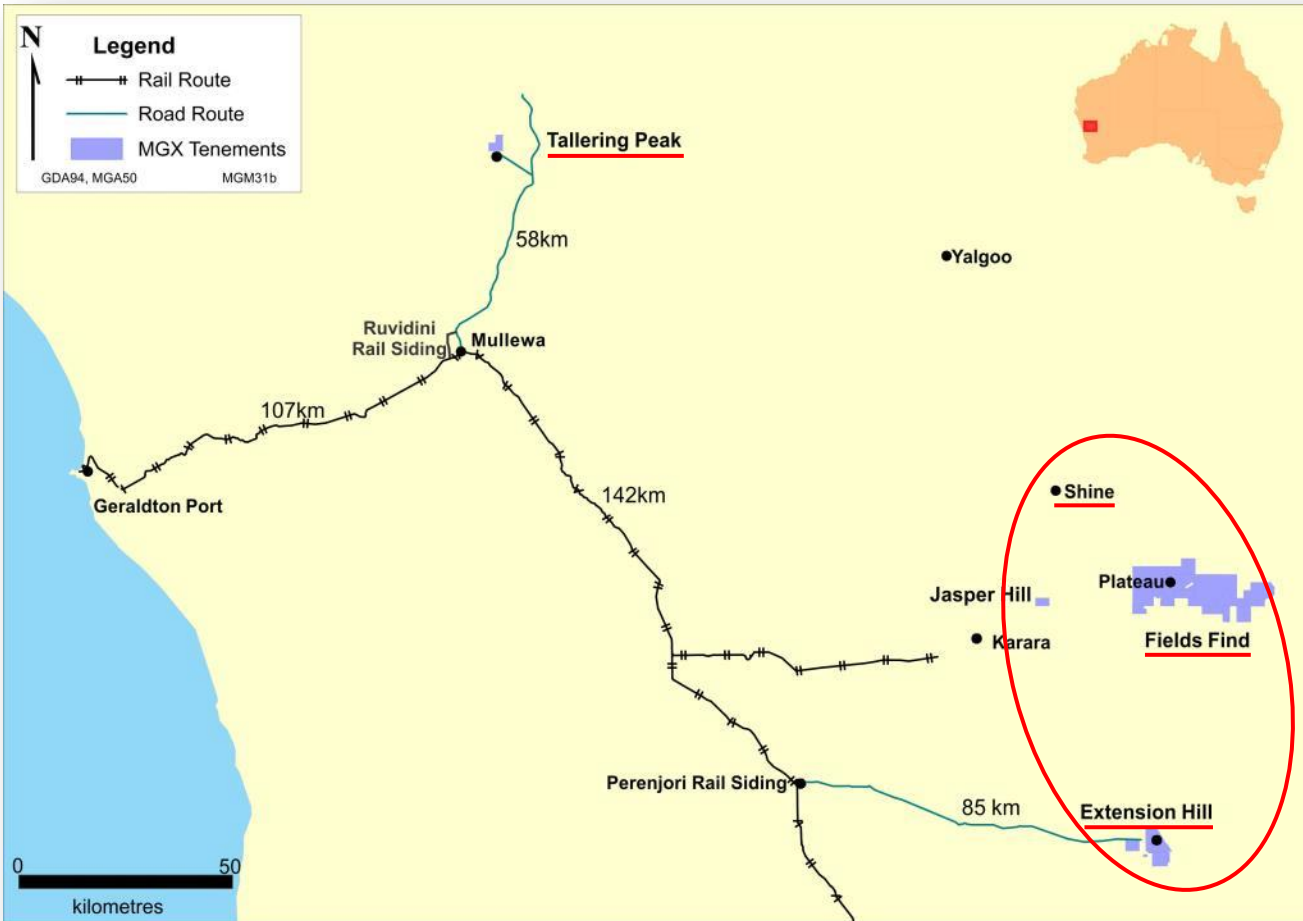 N
Legend
Rail Route
Road Route
MGX Tenements
GDA94, MGA50 MGM31b
Tallering Peak
58km
Yalgoo
Ruvidini
Rail Siding
Mullewa
107km
Geraldton Port
142km
Shine
Plateau
Jasper Hill
Karara
Fields Find
Perenjori Rail Siding
85 km
Extension Hill
0 50
kilometres